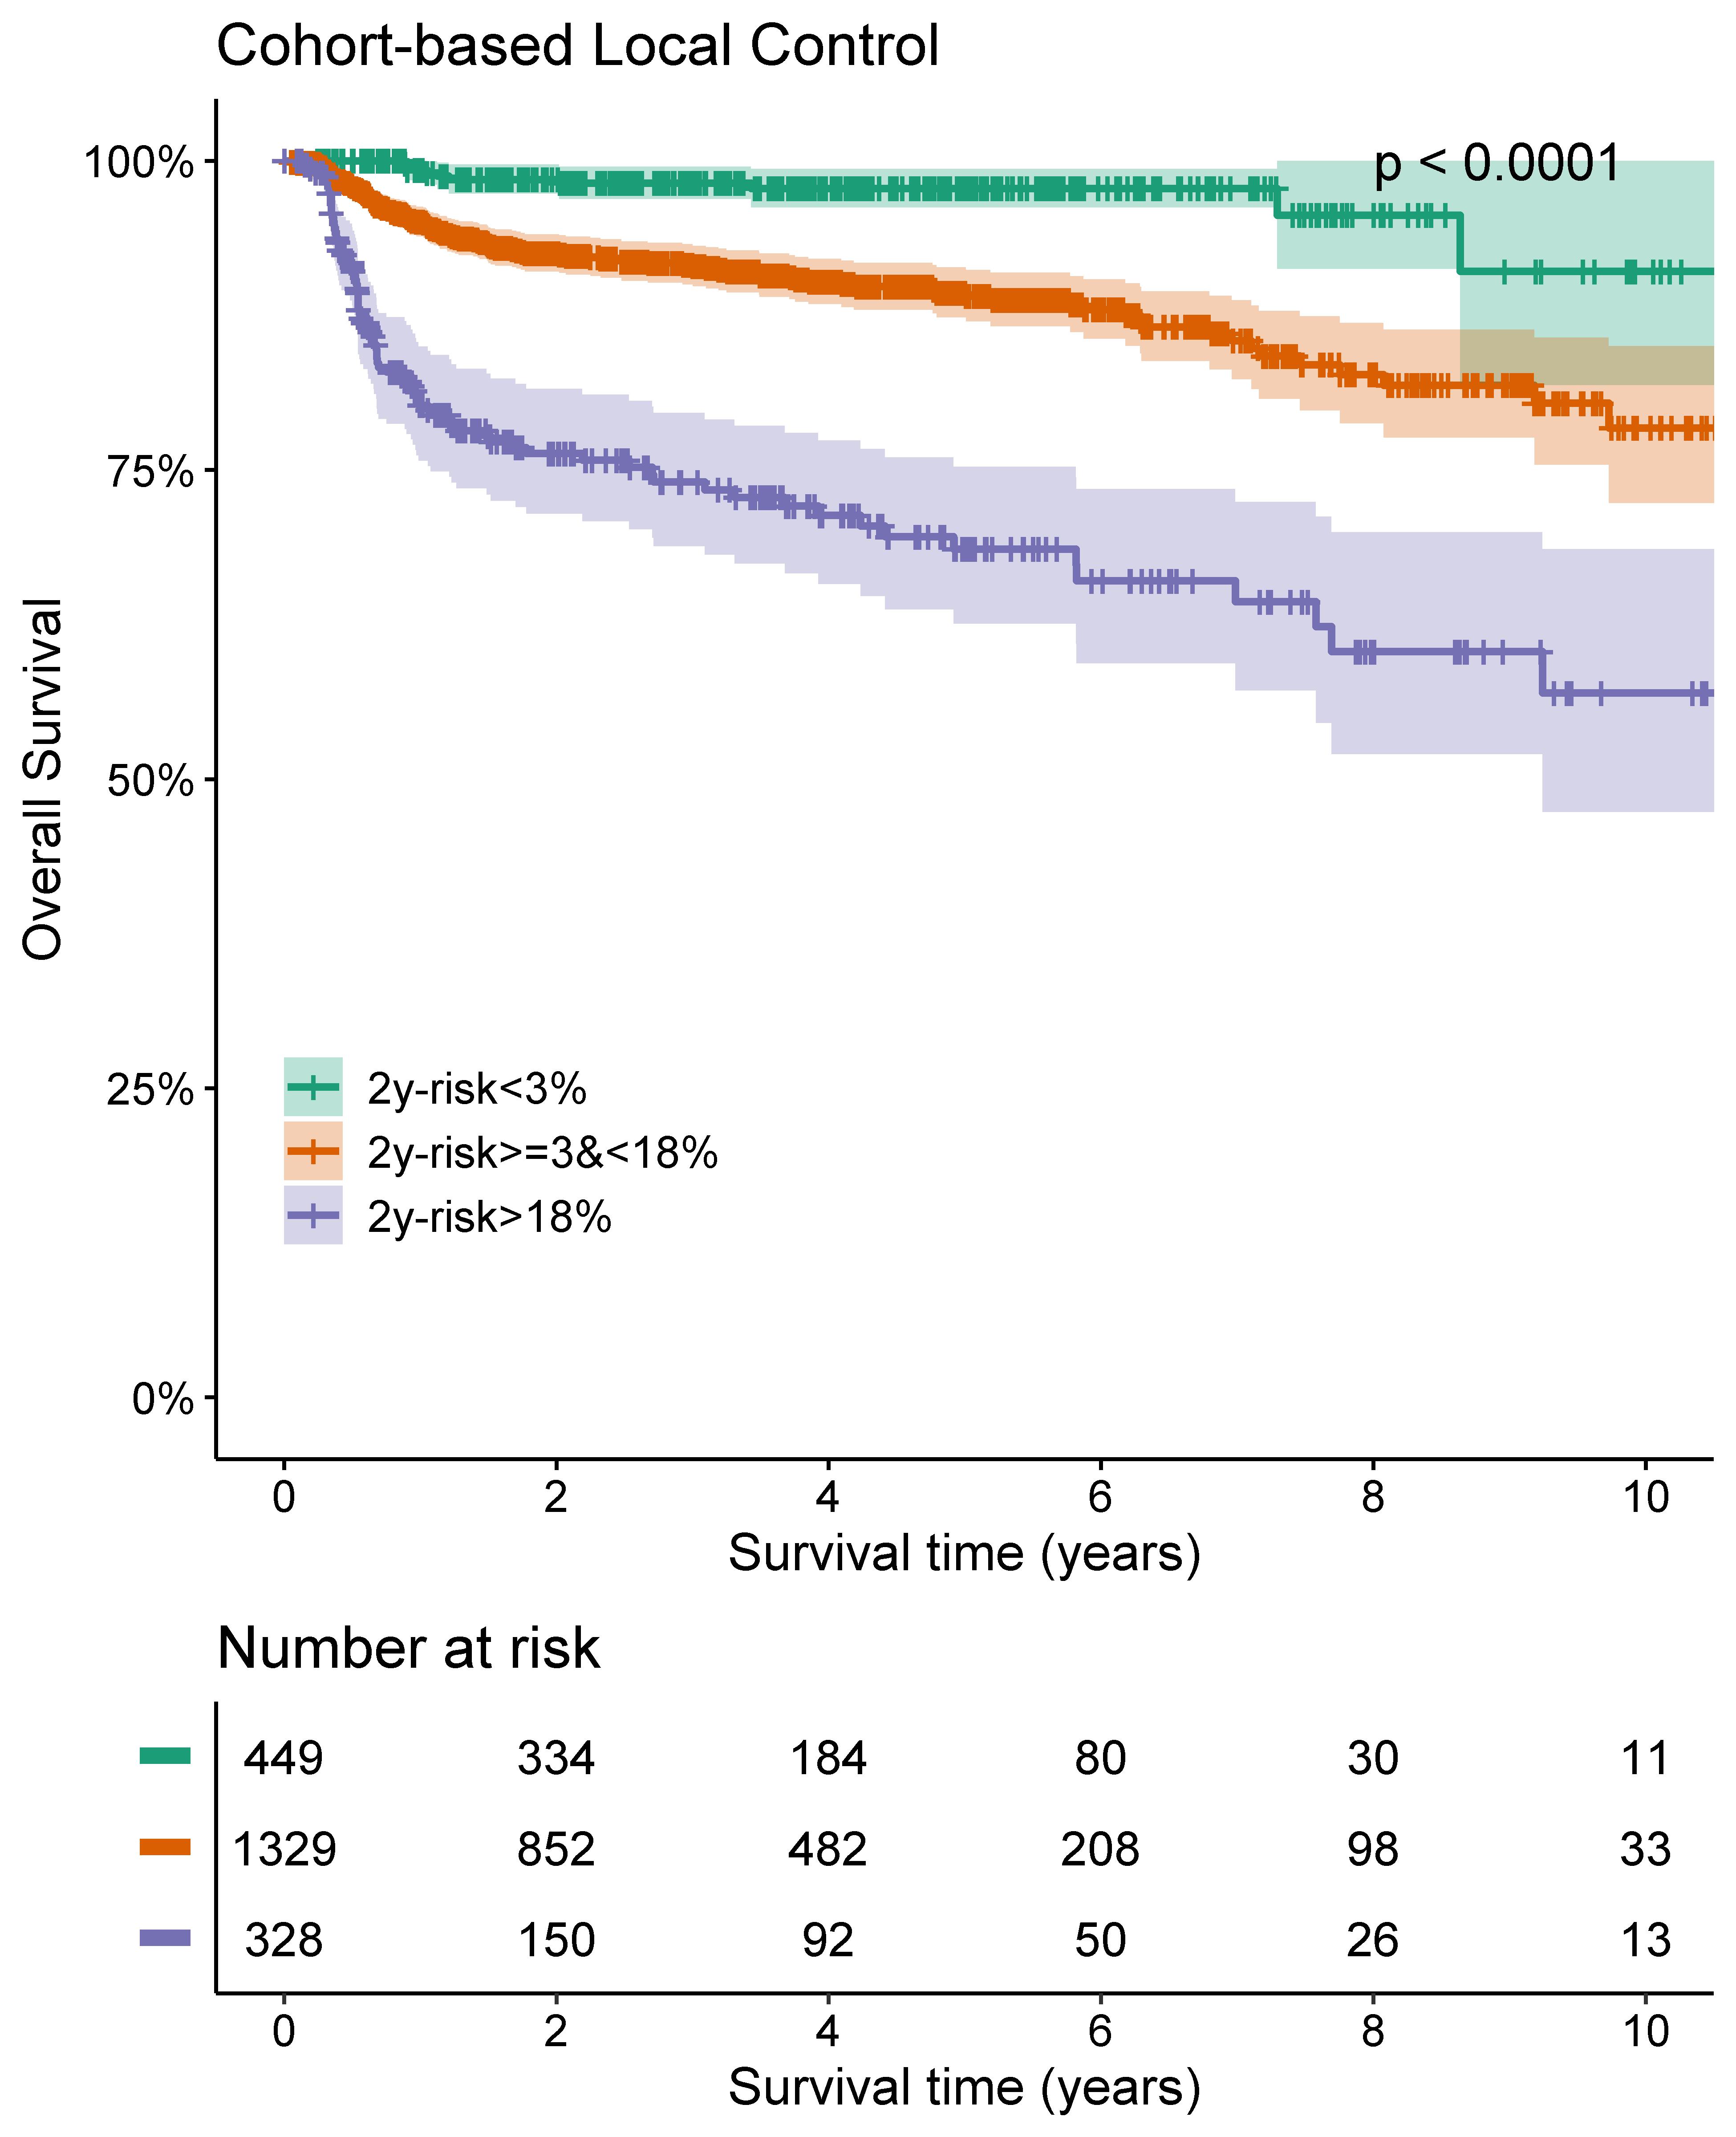 Cohort-based Local Control
p < 0.0001
100%
75%
50%
25%
0%
Overall Survival
2y-risk<3%
2y-risk>=3&<18%
2y-risk>18%
0 2 4 6 8 10
Survival time (years)
Number at risk
449 334 184 80 30 11
1329 852 482 208 98 33
328 150 92 50 26 13
0 2 4 6 8 10
Survival time (years)